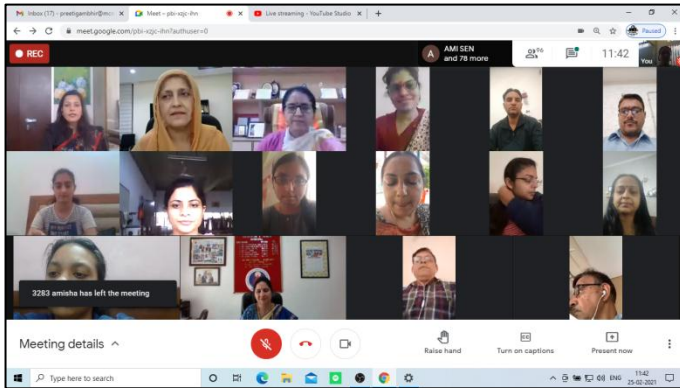 Inbox (17) - preetigambhir@mc
Meet – pbi-xzjc-ihn
Live streaming - YouTube Studio
meet.google.com/pbi-xzjc-ihn?authuser=0
Paused
REC
A
AMI SEN
and 78 more
96
11:42
You
3283 amisha has left the meeting
Meeting details
Raise hand
Turn on captions
Present now
Type here to search
ENG
11:42
25-02-2021